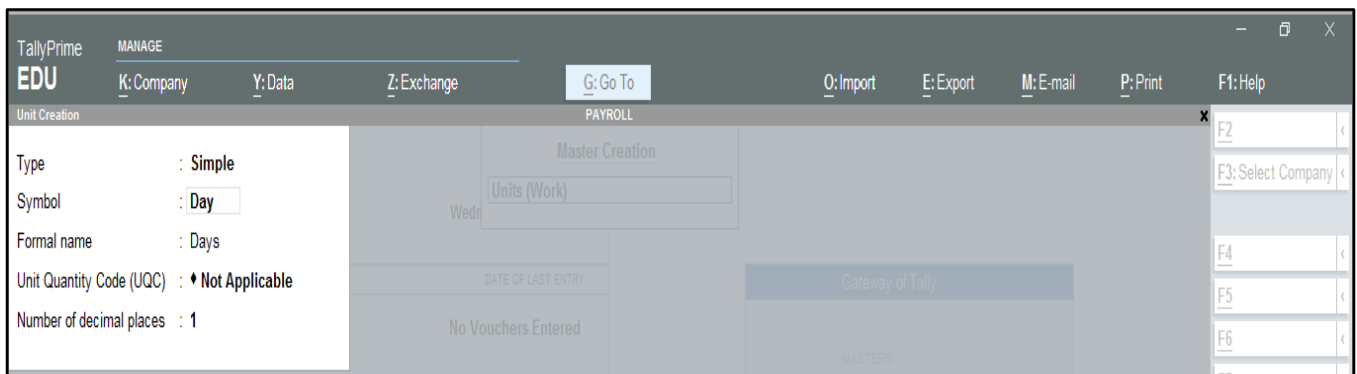 TallyPrime
EDU
MANAGE
K: Company Y: Data Z: Exchange G: Go To O: Import E: Export M: E-mail P: Print F1: Help
Unit Creation PAYROLL x
Type : Simple
Symbol : Day
Formal name : Days
Unit Quantity Code (UQC) : ♦ Not Applicable
Number of decimal places : 1
Master Creation
Units (Work)
Wedn
DATE OF LAST ENTRY
No Vouchers Entered
Gateway of Tally
MASTERS
F2
F3: Select Company
F4
F5
F6